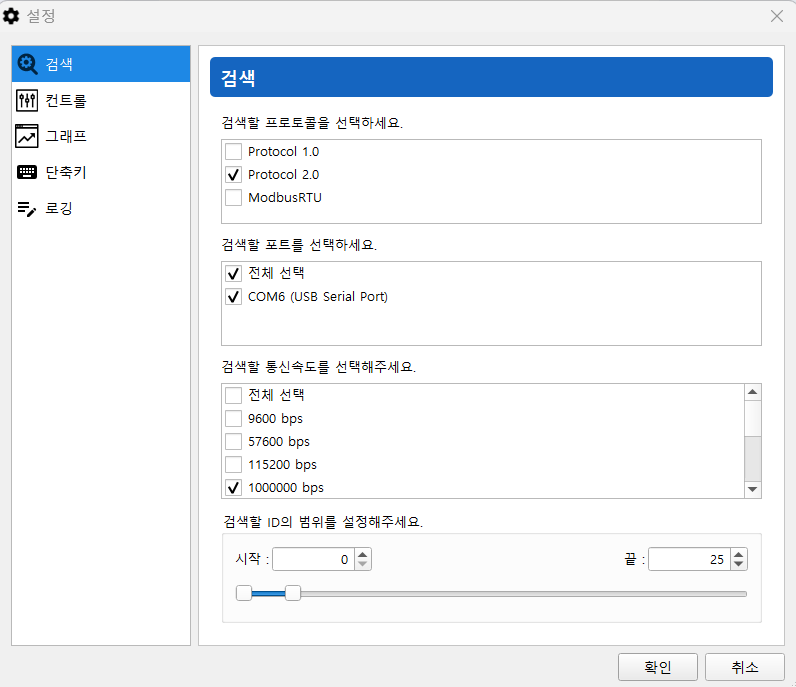 설정
검색
컨트롤
그래프
단축키
로깅
검색
검색할 프로토콜을 선택하세요.
Protocol 1.0
Protocol 2.0
ModbusRTU
검색할 포트를 선택하세요.
전체 선택
COM6 (USB Serial Port)
검색할 통신속도를 선택해주세요.
전체 선택
9600 bps
57600 bps
115200 bps
1000000 bps
검색할 ID의 범위를 설정해주세요.
시작 : 0 끝 : 25
확인 취소